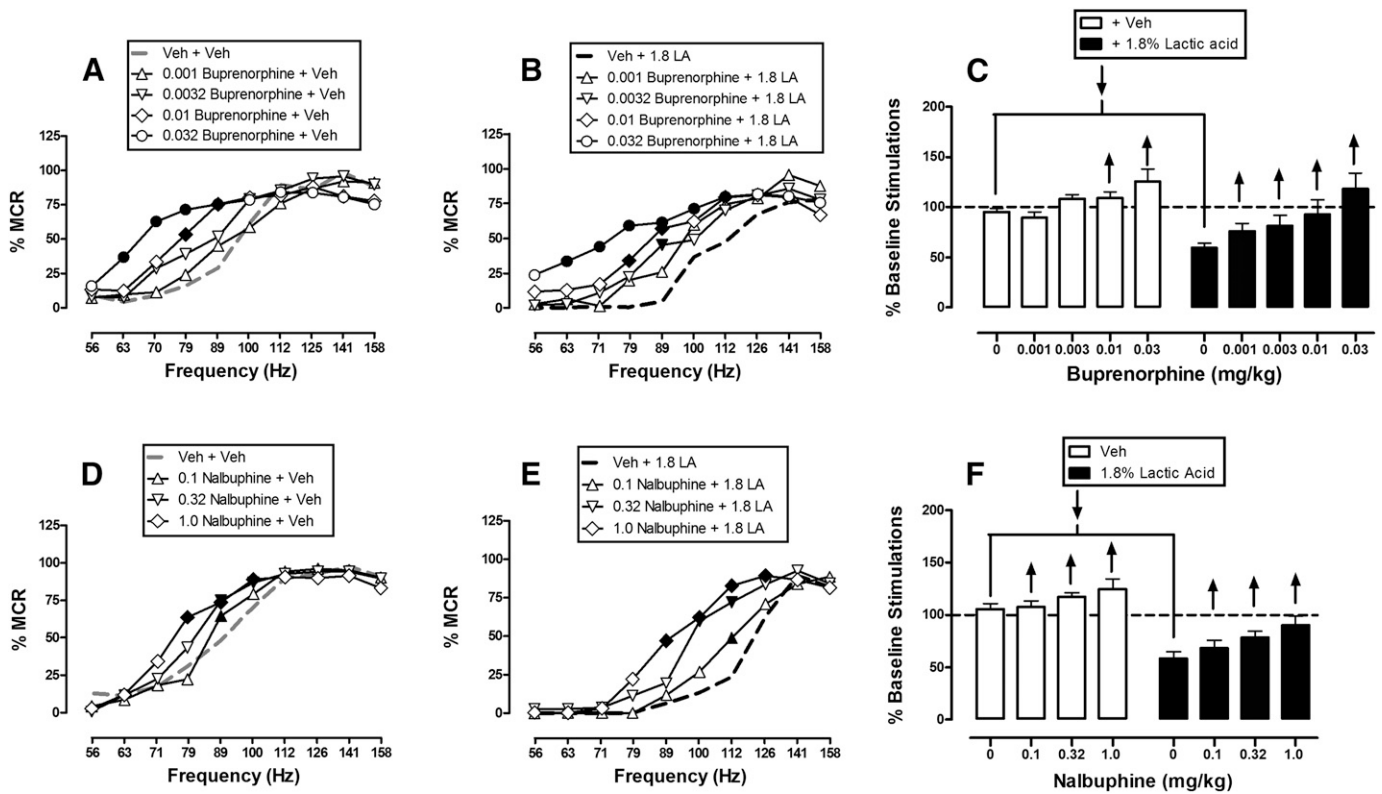 A
Veh + Veh
0.001 Buprenorphine + Veh
0.0032 Buprenorphine + Veh
0.01 Buprenorphine + Veh
0.032 Buprenorphine + Veh
% MCR
125
100
75
50
25
0
56 63 70 79 89 100 112 126 141 158
Frequency (Hz)
B
Veh + 1.8 LA
0.001 Buprenorphine + 1.8 LA
0.0032 Buprenorphine + 1.8 LA
0.01 Buprenorphine + 1.8 LA
0.032 Buprenorphine + 1.8 LA
% MCR
125
100
75
50
25
0
56 63 70 79 89 100 112 126 141 158
Frequency (Hz)
C
+ Veh
+ 1.8% Lactic acid
% Baseline Stimulations
200
150
100
50
0
0 0.001 0.003 0.01 0.03 0 0.001 0.003 0.01 0.03
Buprenorphine (mg/kg)
D
Veh + Veh
0.1 Nalbuphine + Veh
0.32 Nalbuphine + Veh
1.0 Nalbuphine + Veh
% MCR
125
100
75
50
25
0
56 63 71 79 89 100 112 126 141 158
Frequency (Hz)
E
Veh + 1.8 LA
0.1 Nalbuphine + 1.8 LA
0.32 Nalbuphine + 1.8 LA
1.0 Nalbuphine + 1.8 LA
% MCR
125
100
75
50
25
0
56 63 71 79 89 100 112 126 141 158
Frequency (Hz)
F
Veh
1.8% Lactic Acid
% Baseline Stimulations
200
150
100
50
0
0 0.1 0.32 1.0 0 0.1 0.32 1.0
Nalbuphine (mg/kg)